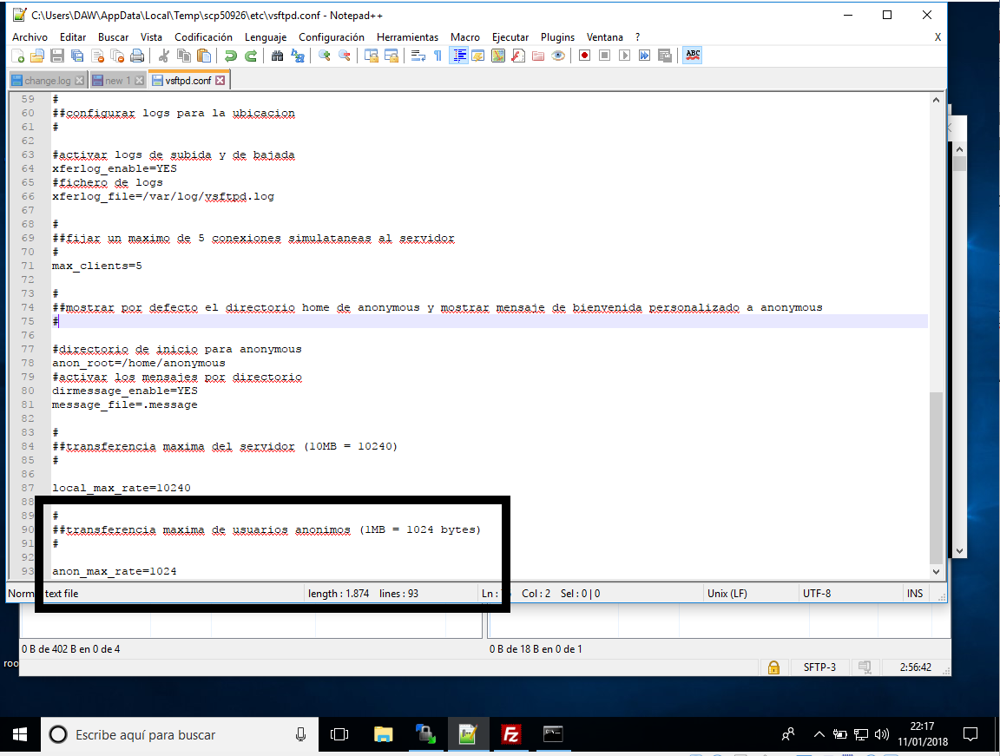 C:\Users\DAW\AppData\Local\Temp\scp50926\etc\vsftpd.conf - Notepad++
Archivo Editar Buscar Vista Codificación Lenguaje Configuración Herramientas Macro Ejecutar Plugins Ventana ? X
ABC
change.log new 1 vsftpd.conf
59 #
60 ##configurar logs para la ubicacion
61 #
62
63 #activar logs de subida y de bajada
64 xferlog_enable=YES
65 #fichero de logs
66 xferlog_file=/var/log/vsftpd.log
67
68 #
69 ##fijar un maximo de 5 conexiones simulataneas al servidor
70 #
71 max_clients=5
72
73 #
74 ##mostrar por defecto el directorio home de anonymous y mostrar mensaje de bienvenida personalizado a anonymous
75 #
76
77 #directorio de inicio para anonymous
78 anon_root=/home/anonymous
79 #activar los mensajes por directorio
80 dirmessage_enable=YES
81 message_file=.message
82
83 #
84 ##transferencia maxima del servidor (10MB = 10240)
85 #
86
87 local_max_rate=10240
88
89 #
90 ##transferencia maxima de usuarios anonimos (1MB = 1024 bytes)
91 #
92
93 anon_max_rate=1024
Norm text file length : 1.874 lines : 93 Ln : Col : 2 Sel : 0 | 0 Unix (LF) UTF-8 INS
0 B de 402 B en 0 de 4 0 B de 18 B en 0 de 1
roo
SFTP-3 2:56:42
Escribe aquí para buscar
22:17
11/01/2018